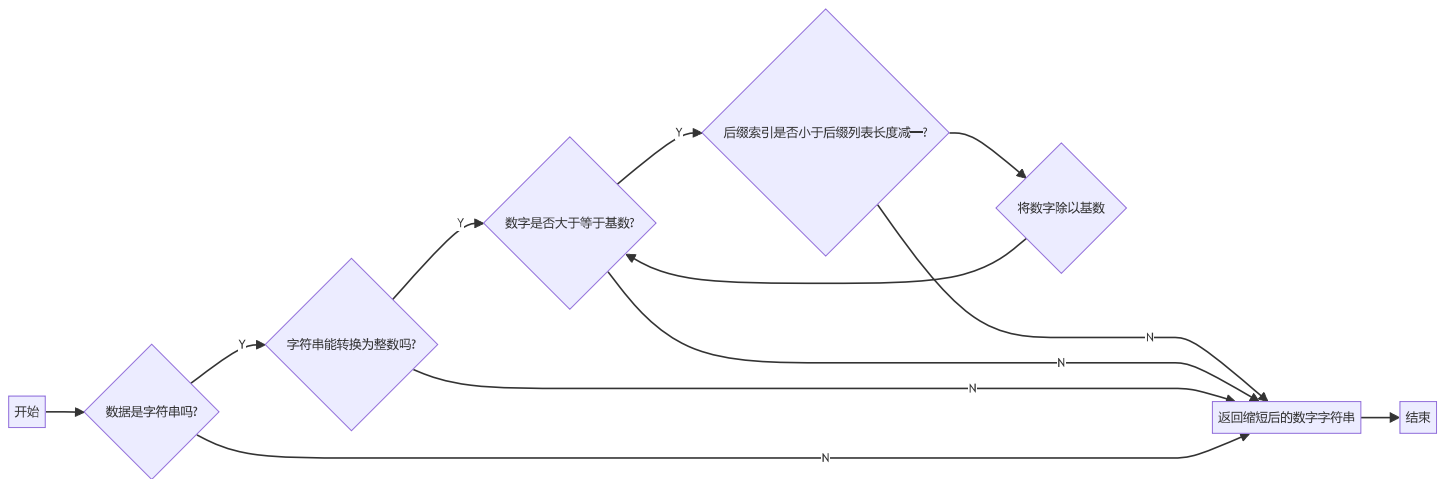 开始
数据是字符串吗?
Y
字符串能转换为整数吗?
Y
数字是否大于等于基数?
Y
后缀索引是否小于后缀列表长度减一?
将数字除以基数
N
N
N
N
返回缩短后的数字字符串
结束